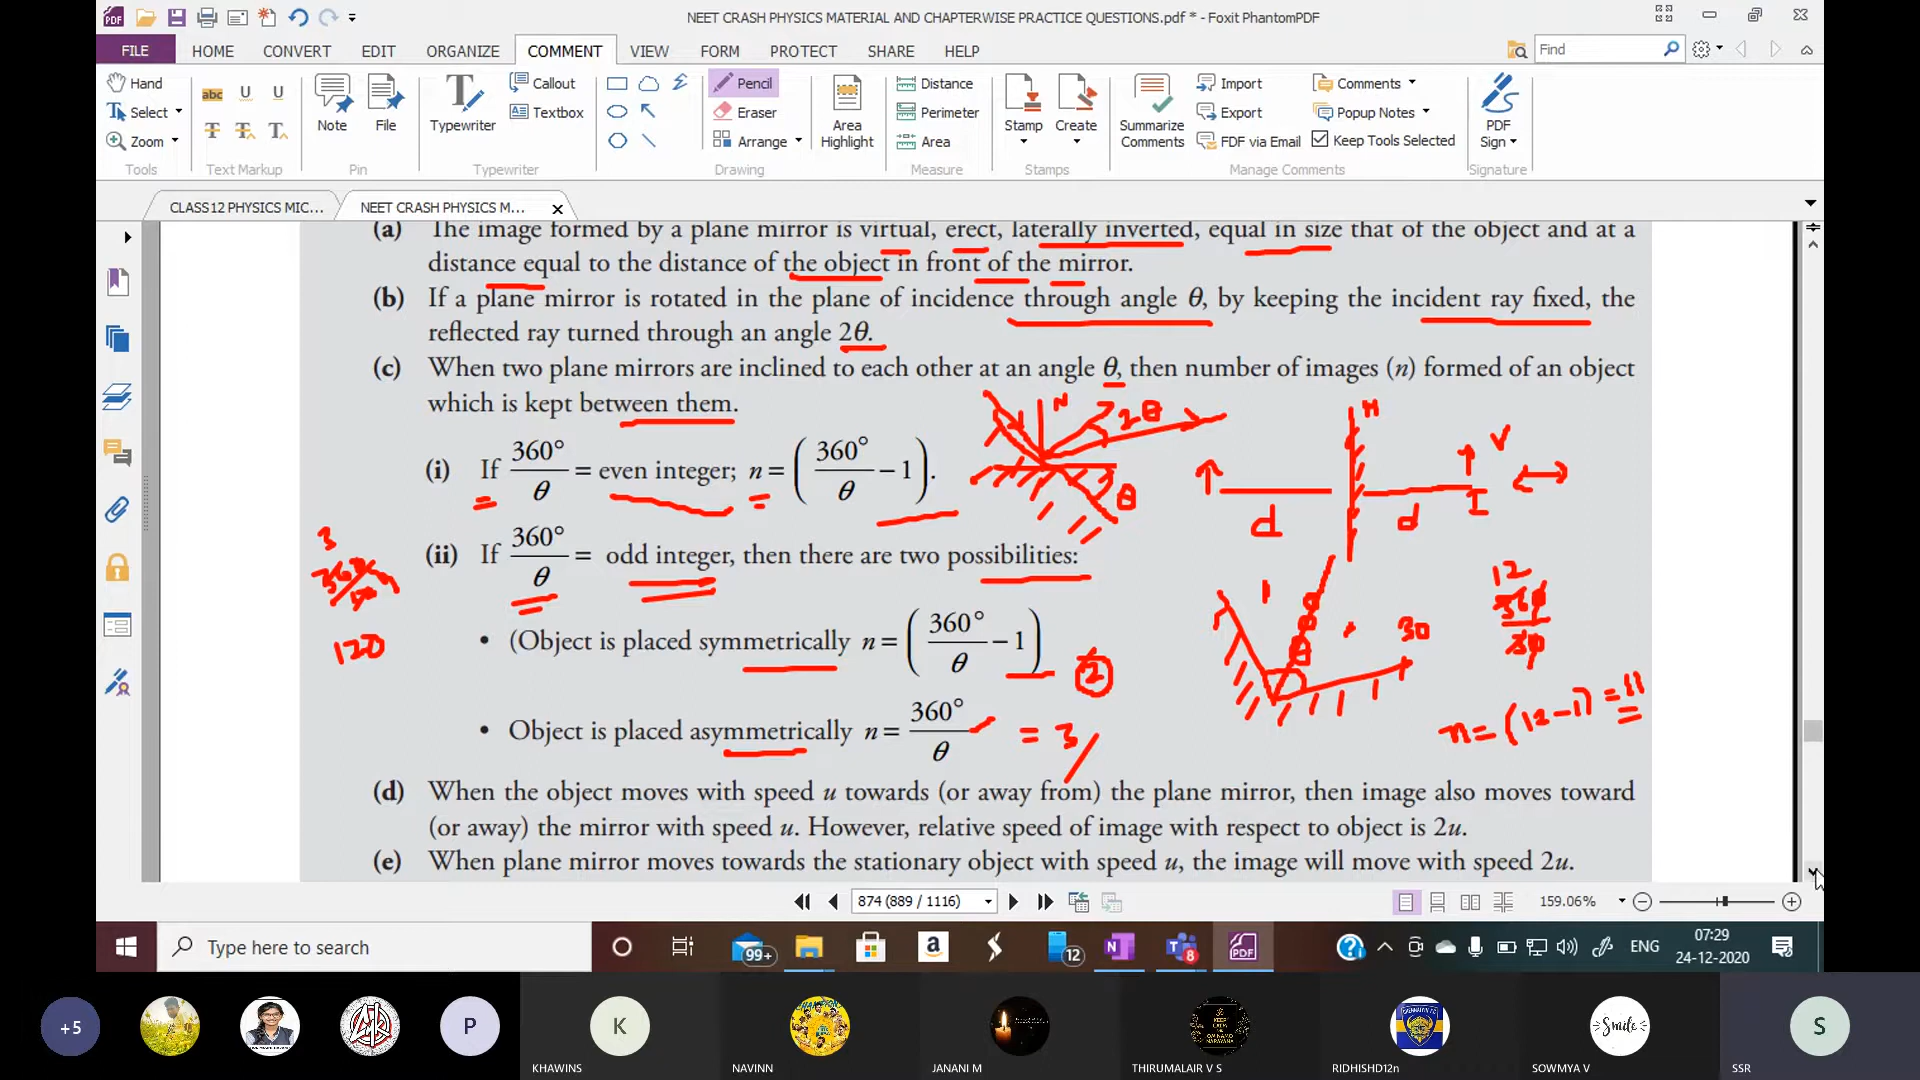 NEET CRASH PHYSICS MATERIAL AND CHAPTERWISE PRACTICE QUESTIONS.pdf * - Foxit PhantomPDF
FILE HOME CONVERT EDIT ORGANIZE COMMENT VIEW FORM PROTECT SHARE HELP Find
Hand
Select
Zoom
Tools
abc U U
T T T
Text Markup
Note File
Pin
Typewriter
Callout
Textbox
Typewriter
Pencil
Eraser
Arrange
Drawing
Area
Highlight
Distance
Perimeter
Area
Measure
Stamp Create
Stamps
Summarize
Comments
Import
Export
FDF via Email
Comments
Popup Notes
Keep Tools Selected
Manage Comments
PDF
Sign
Signature
CLASS12 PHYSICS MIC... NEET CRASH PHYSICS M...
(a) The image formed by a plane mirror is virtual, erect, laterally inverted, equal in size that of the object and at a
distance equal to the distance of the object in front of the mirror.
(b) If a plane mirror is rotated in the plane of incidence through angle θ, by keeping the incident ray fixed, the
reflected ray turned through an angle 2θ.
(c) When two plane mirrors are inclined to each other at an angle θ, then number of images (n) formed of an object
which is kept between them.
(i) If 360°/θ = even integer; n = (360°/θ − 1).
(ii) If 360°/θ = odd integer, then there are two possibilities:
• (Object is placed symmetrically n = (360°/θ − 1)
2
• Object is placed asymmetrically n = 360°/θ
= 3
(d) When the object moves with speed u towards (or away from) the plane mirror, then image also moves toward
(or away) the mirror with speed u. However, relative speed of image with respect to object is 2u.
(e) When plane mirror moves towards the stationary object with speed u, the image will move with speed 2u.
N 2θ
θ
M
V
d d I
3
120
30
12
n = (12-1) = 11
874 (889 / 1116) 159.06%
Type here to search
99+ 12 8 ENG 07:29
24-12-2020
+5 P K Smile S
KHAWINS NAVINN JANANI M THIRUMALAIR V S RIDHISHD12n SOWMYA V SSR